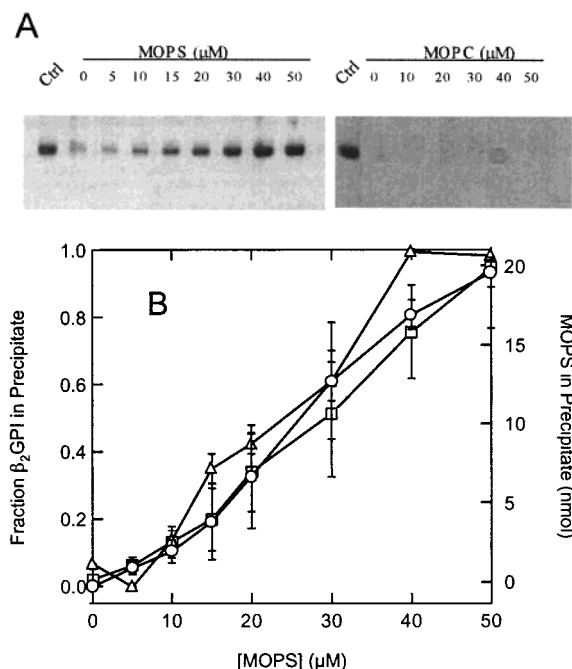 A
MOPS (μM)
MOPC (μM)
Ctrl 0 5 10 15 20 30 40 50
Ctrl 0 10 20 30 40 50
B
1.0
0.8
0.6
0.4
0.2
0.0
Fraction β₂GPI in Precipitate
20
15
10
5
0
MOPS in Precipitate (nmol)
0 10 20 30 40 50
[MOPS] (μM)